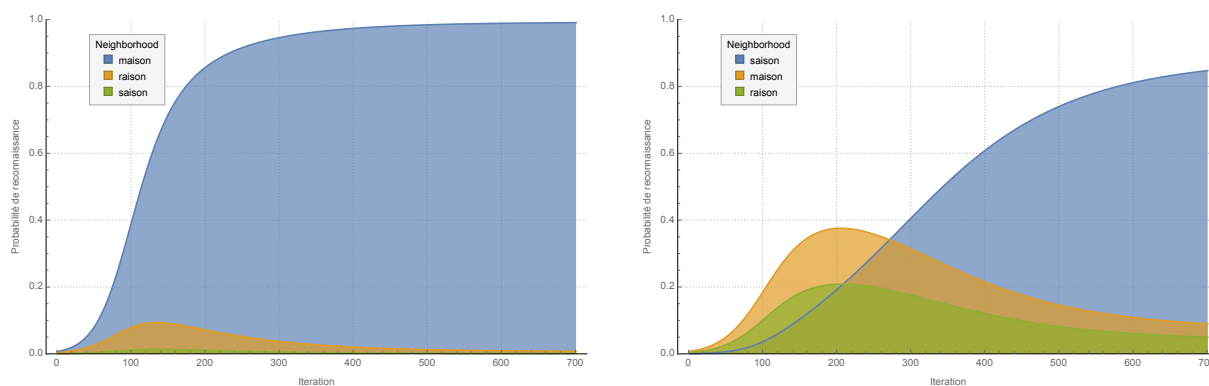 Neighborhood
maison
raison
saison
Probabilité de reconnaissance
1.0
0.8
0.6
0.4
0.2
0.0
0 100 200 300 400 500 600 700
Iteration
Neighborhood
saison
maison
raison
Probabilité de reconnaissance
1.0
0.8
0.6
0.4
0.2
0.0
0 100 200 300 400 500 600 700
Iteration